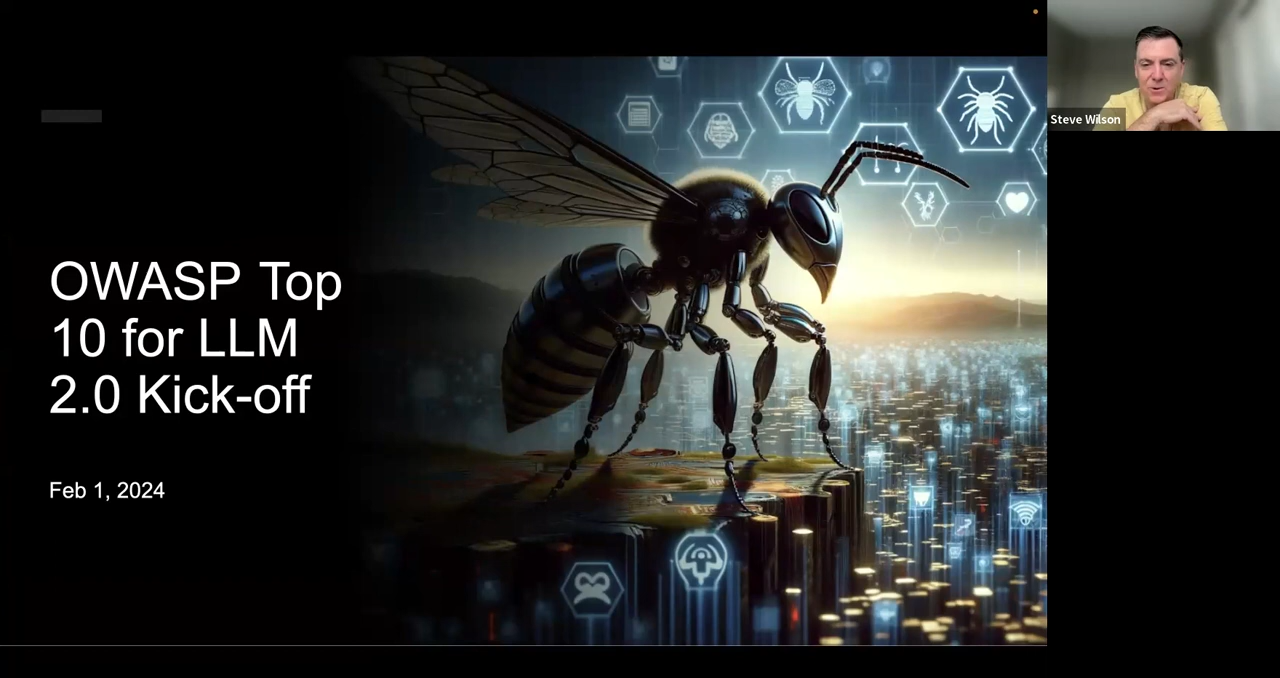 OWASP Top
10 for LLM
2.0 Kick-off
Feb 1, 2024
Steve Wilson